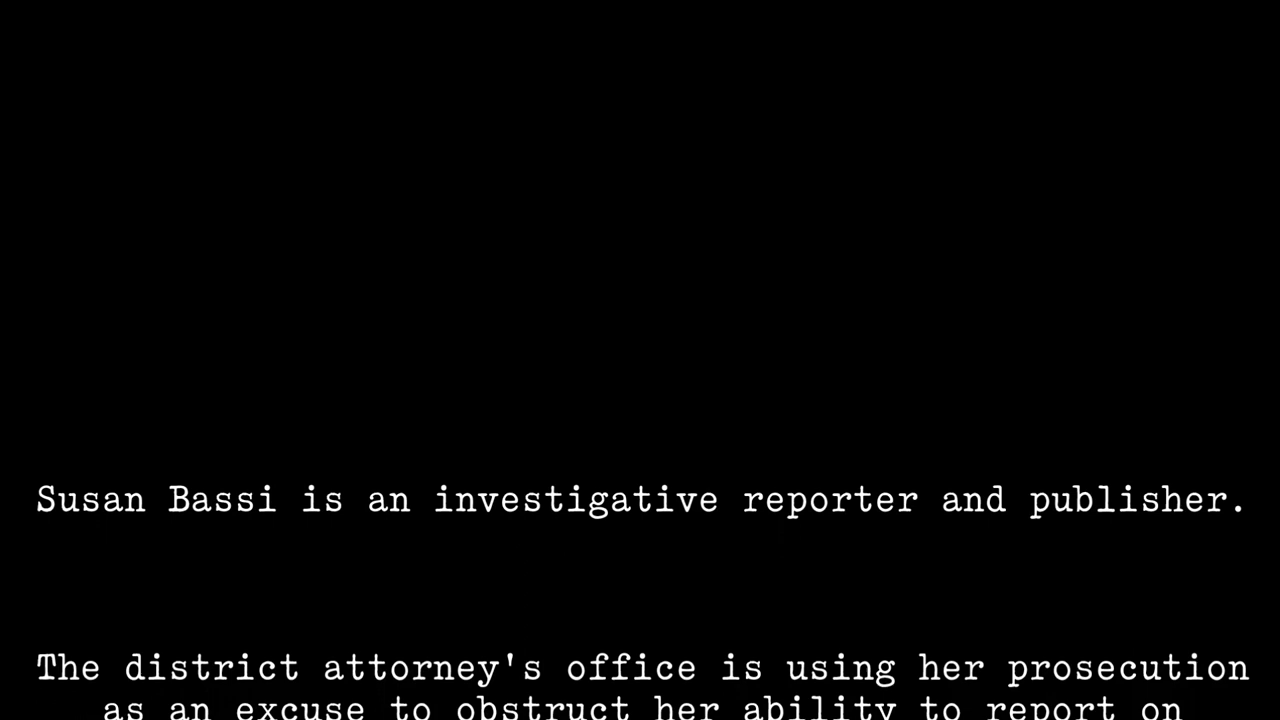 Susan Bassi is an investigative reporter and publisher.
The district attorney's office is using her prosecution
as an excuse to obstruct her ability to report on